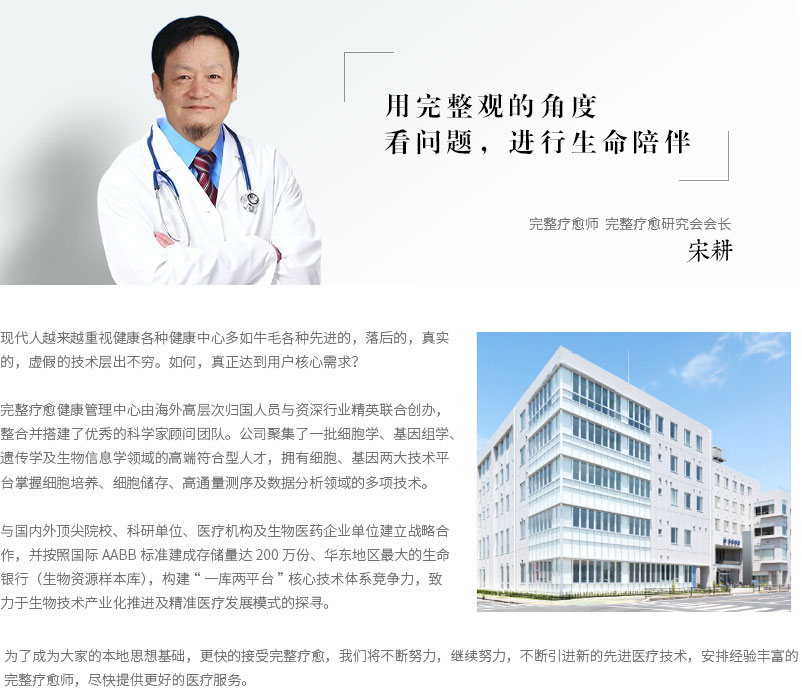 用完整观的角度
看问题，进行生命陪伴
完整疗愈师 完整疗愈研究会会长
宋耕
现代人越来越重视健康各种健康中心多如牛毛各种先进的，落后的，真实
的，虚假的技术层出不穷。如何，真正达到用户核心需求？
完整疗愈健康管理中心由海外高层次归国人员与资深行业精英联合创办，
整合并搭建了优秀的科学家顾问团队。公司聚集了一批细胞学、基因组学、
遗传学及生物信息学领域的高端符合型人才，拥有细胞、基因两大技术平
台掌握细胞培养、细胞储存、高通量测序及数据分析领域的多项技术。
与国内外顶尖院校、科研单位、医疗机构及生物医药企业单位建立战略合
作，并按照国际 AABB 标准建成存储量达 200 万份、华东地区最大的生命
银行（生物资源样本库），构建“一库两平台”核心技术体系竞争力，致
力于生物技术产业化推进及精准医疗发展模式的探寻。
为了成为大家的本地思想基础，更快的接受完整疗愈，我们将不断努力，继续努力，不断引进新的先进医疗技术，安排经验丰富的
完整疗愈师，尽快提供更好的医疗服务。